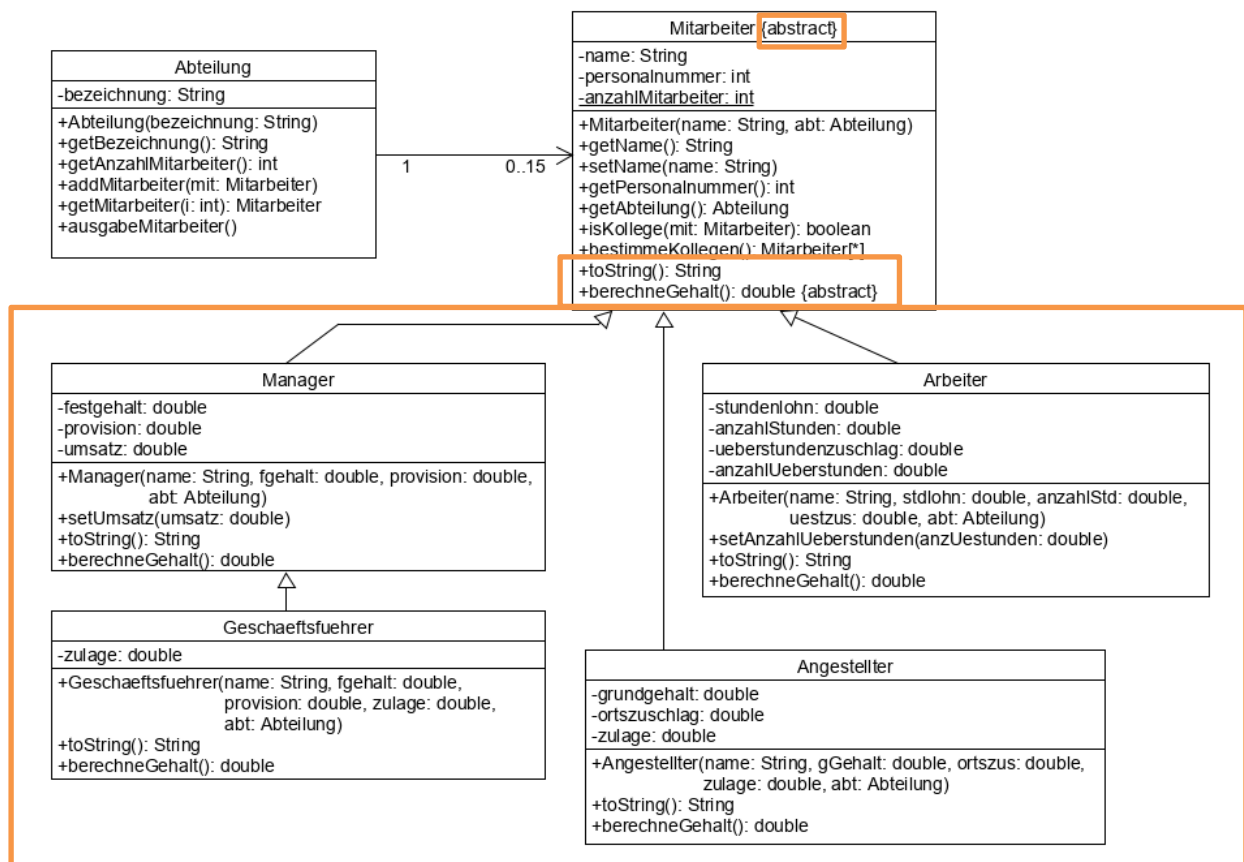 Abteilung
-bezeichnung: String
+Abteilung(bezeichnung: String)
+getBezeichnung(): String
+getAnzahlMitarbeiter(): int
+addMitarbeiter(mit: Mitarbeiter)
+getMitarbeiter(i: int): Mitarbeiter
+ausgabeMitarbeiter()
1
0..15
Mitarbeiter {abstract}
-name: String
-personalnummer: int
-anzahlMitarbeiter: int
+Mitarbeiter(name: String, abt: Abteilung)
+getName(): String
+setName(name: String)
+getPersonalnummer(): int
+getAbteilung(): Abteilung
+isKollege(mit: Mitarbeiter): boolean
+bestimmeKollegen(): Mitarbeiter[*]
+toString(): String
+berechneGehalt(): double {abstract}
Manager
-festgehalt: double
-provision: double
-umsatz: double
+Manager(name: String, fgehalt: double, provision: double,
abt: Abteilung)
+setUmsatz(umsatz: double)
+toString(): String
+berechneGehalt(): double
Arbeiter
-stundenlohn: double
-anzahlStunden: double
-ueberstundenzuschlag: double
-anzahlUeberstunden: double
+Arbeiter(name: String, stdlohn: double, anzahlStd: double,
uestzus: double, abt: Abteilung)
+setAnzahlUeberstunden(anzUestunden: double)
+toString(): String
+berechneGehalt(): double
Geschaeftsfuehrer
-zulage: double
+Geschaeftsfuehrer(name: String, fgehalt: double,
provision: double, zulage: double,
abt: Abteilung)
+toString(): String
+berechneGehalt(): double
Angestellter
-grundgehalt: double
-ortszuschlag: double
-zulage: double
+Angestellter(name: String, gGehalt: double, ortszus: double,
zulage: double, abt: Abteilung)
+toString(): String
+berechneGehalt(): double